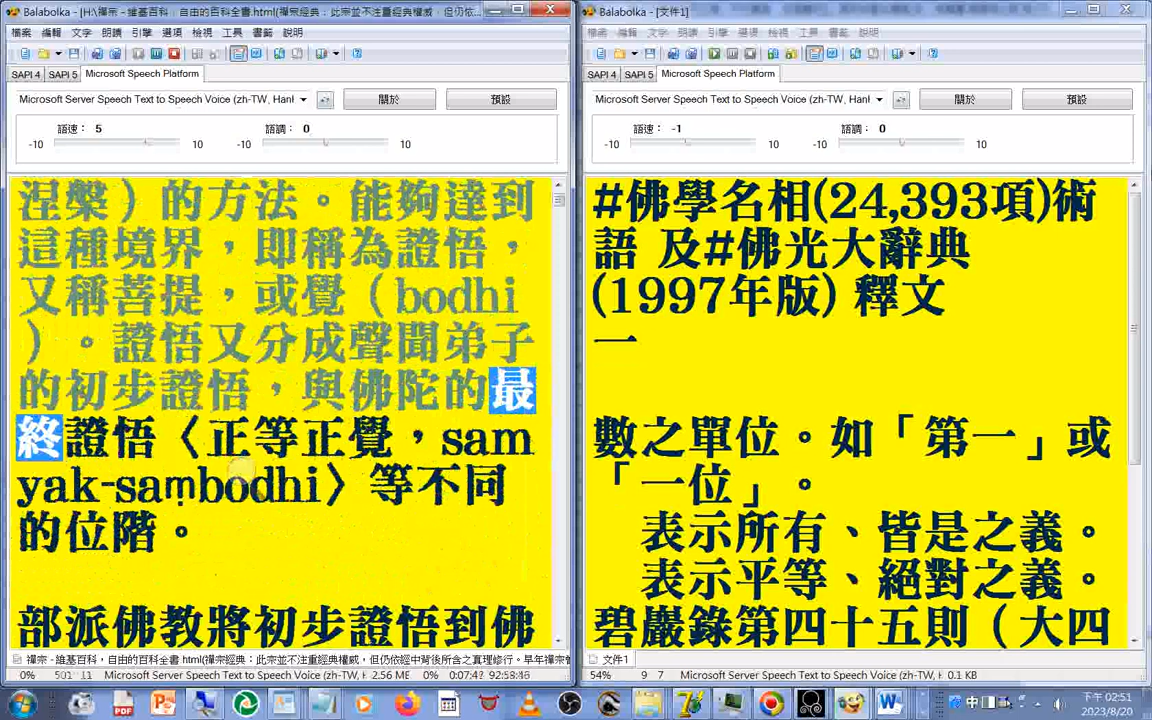 Balabolka - [H:\禪宗 - 維基百科，自由的百科全書.html(禪宗經典：此宗並不注重經典權威，但仍依...
檔案 編輯 文字 朗讀 引擎 選項 檢視 工具 書籤 說明
SAPI 4 SAPI 5 Microsoft Speech Platform
Microsoft Server Speech Text to Speech Voice (zh-TW, Hanl 關於 預設
語速： 5 語調： 0
-10 10 -10 10
涅槃）的方法。能夠達到
這種境界，即稱為證悟，
又稱菩提，或覺（bodhi
）。證悟又分成聲聞弟子
的初步證悟，與佛陀的最
終證悟〈正等正覺，sam
yak-saṃbodhi〉等不同
的位階。
部派佛教將初步證悟到佛
禪宗 - 維基百科，自由的百科全書 html(禪宗經典：此宗並不注重經典權威，但仍依經中背後所含之真理修行。早年禪宗
0% 501 11 Microsoft Server Speech Text to Speech Voice (zh-TW, H 2.56 ME 0% 0:07:4? 92:58:46
Balabolka - [文件1]
檔案 編輯 文字 朗讀 引擎 選項 檢視 工具 書籤 說明
SAPI 4 SAPI 5 Microsoft Speech Platform
Microsoft Server Speech Text to Speech Voice (zh-TW, Hanl 關於 預設
語速： -1 語調： 0
-10 10 -10 10
#佛學名相(24,393項)術
語 及#佛光大辭典
(1997年版) 釋文
一
數之單位。如「第一」或
「一位」。
表示所有、皆是之義。
表示平等、絕對之義。
碧巖錄第四十五則（大四
文件1
54% 9 7 Microsoft Server Speech Text to Speech Voice (zh-TW, H 0.1 KB
中
下午 02:51
2023/8/20